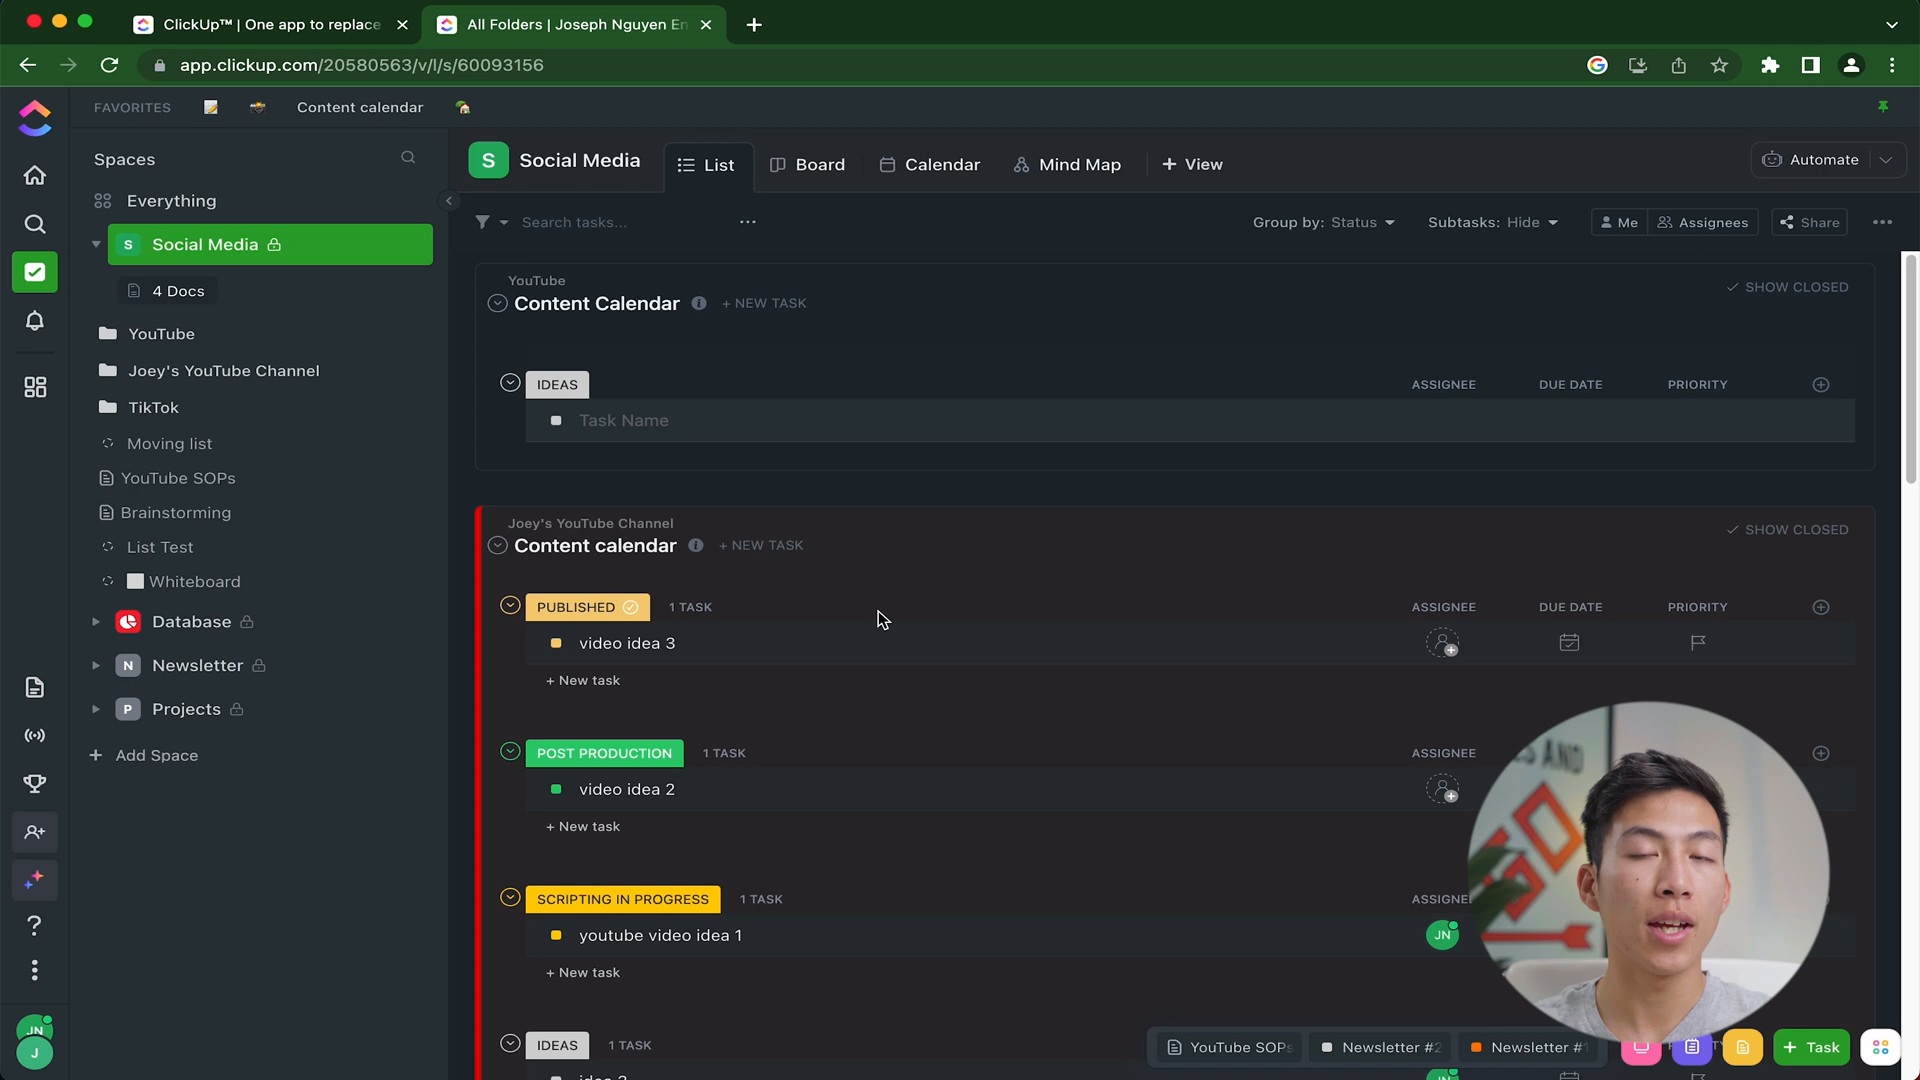 ClickUp™ | One app to replace
All Folders | Joseph Nguyen En
app.clickup.com/20580563/v/l/s/60093156
FAVORITES
Content calendar
Spaces
Everything
S Social Media
4 Docs
YouTube
Joey's YouTube Channel
TikTok
Moving list
YouTube SOPs
Brainstorming
List Test
Whiteboard
Database
N Newsletter
P Projects
+ Add Space
JN
J
S Social Media
List
Board
Calendar
Mind Map
+ View
Automate
Search tasks...
Group by: Status
Subtasks: Hide
Me
Assignees
Share
YouTube
Content Calendar + NEW TASK
SHOW CLOSED
IDEAS ASSIGNEE DUE DATE PRIORITY
Task Name
Joey's YouTube Channel
Content calendar + NEW TASK
SHOW CLOSED
PUBLISHED 1 TASK ASSIGNEE DUE DATE PRIORITY
video idea 3
+ New task
POST PRODUCTION 1 TASK ASSIGNEE
video idea 2
+ New task
SCRIPTING IN PROGRESS 1 TASK ASSIGNEE
youtube video idea 1 JN
+ New task
IDEAS 1 TASK
YouTube SOPs
Newsletter #2
Newsletter #1
+ Task